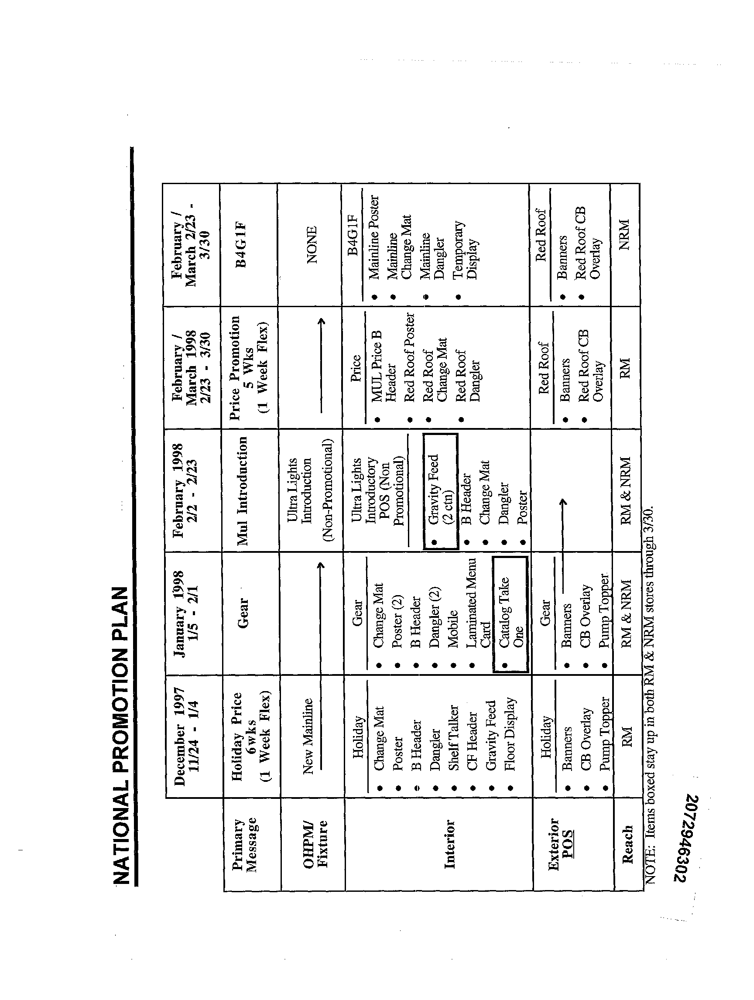 NATIONAL PROMOTION PLAN
December 1997
11/24 - 1/4
January 1998
1/5 - 2/1
February 1998
2/2 - 2/23
February /
March 1998
2/23 - 3/30
February /
March 2/23 -
3/30
Primary
Message
Holiday Price
6wks
(1 Week Flex)
Gear
Mul Introduction
Price Promotion
5 Wks
(1 Week Flex)
B4G1F
OHPM/
Fixture
New Mainline
Ultra Lights
Introduction
(Non-Promotional)
NONE
Interior
Holiday
• Change Mat
• Poster
• B Header
• Dangler
• Shelf Talker
• CF Header
• Gravity Feed
• Floor Display
Gear
• Change Mat
• Poster (2)
• B Header
• Dangler (2)
• Mobile
• Laminated Menu
Card
• Catalog Take
One
Ultra Lights
Introductory
POS (Non
Promotional)
• Gravity Feed
(2 ctn)
• B Header
• Change Mat
• Dangler
• Poster
Price
• MUL Price B
Header
• Red Roof Poster
• Red Roof
Change Mat
• Red Roof
Dangler
B4G1F
• Mainline Poster
• Mainline
Change Mat
• Mainline
Dangler
• Temporary
Display
Exterior
POS
Holiday
• Banners
• CB Overlay
• Pump Topper
Gear
• Banners
• CB Overlay
• Pump Topper
Red Roof
• Banners
• Red Roof CB
Overlay
Red Roof
• Banners
• Red Roof CB
Overlay
Reach
RM
RM & NRM
RM & NRM
RM
NRM
NOTE: Items boxed stay up in both RM & NRM stores through 3/30.
2072946302